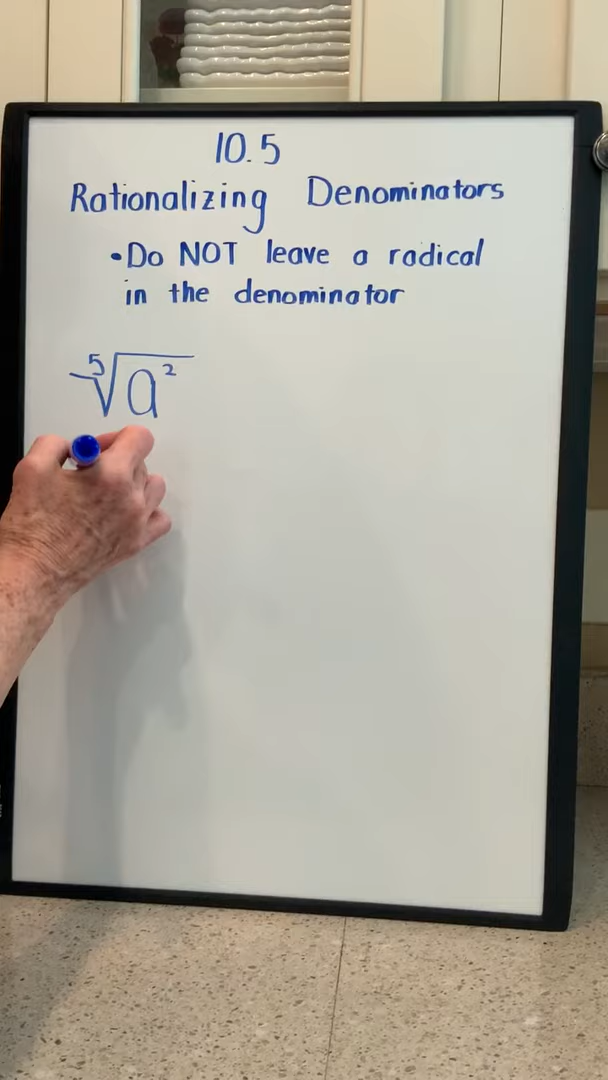 10.5
Rationalizing Denominators
• Do NOT leave a radical
in the denominator
⁵√a²